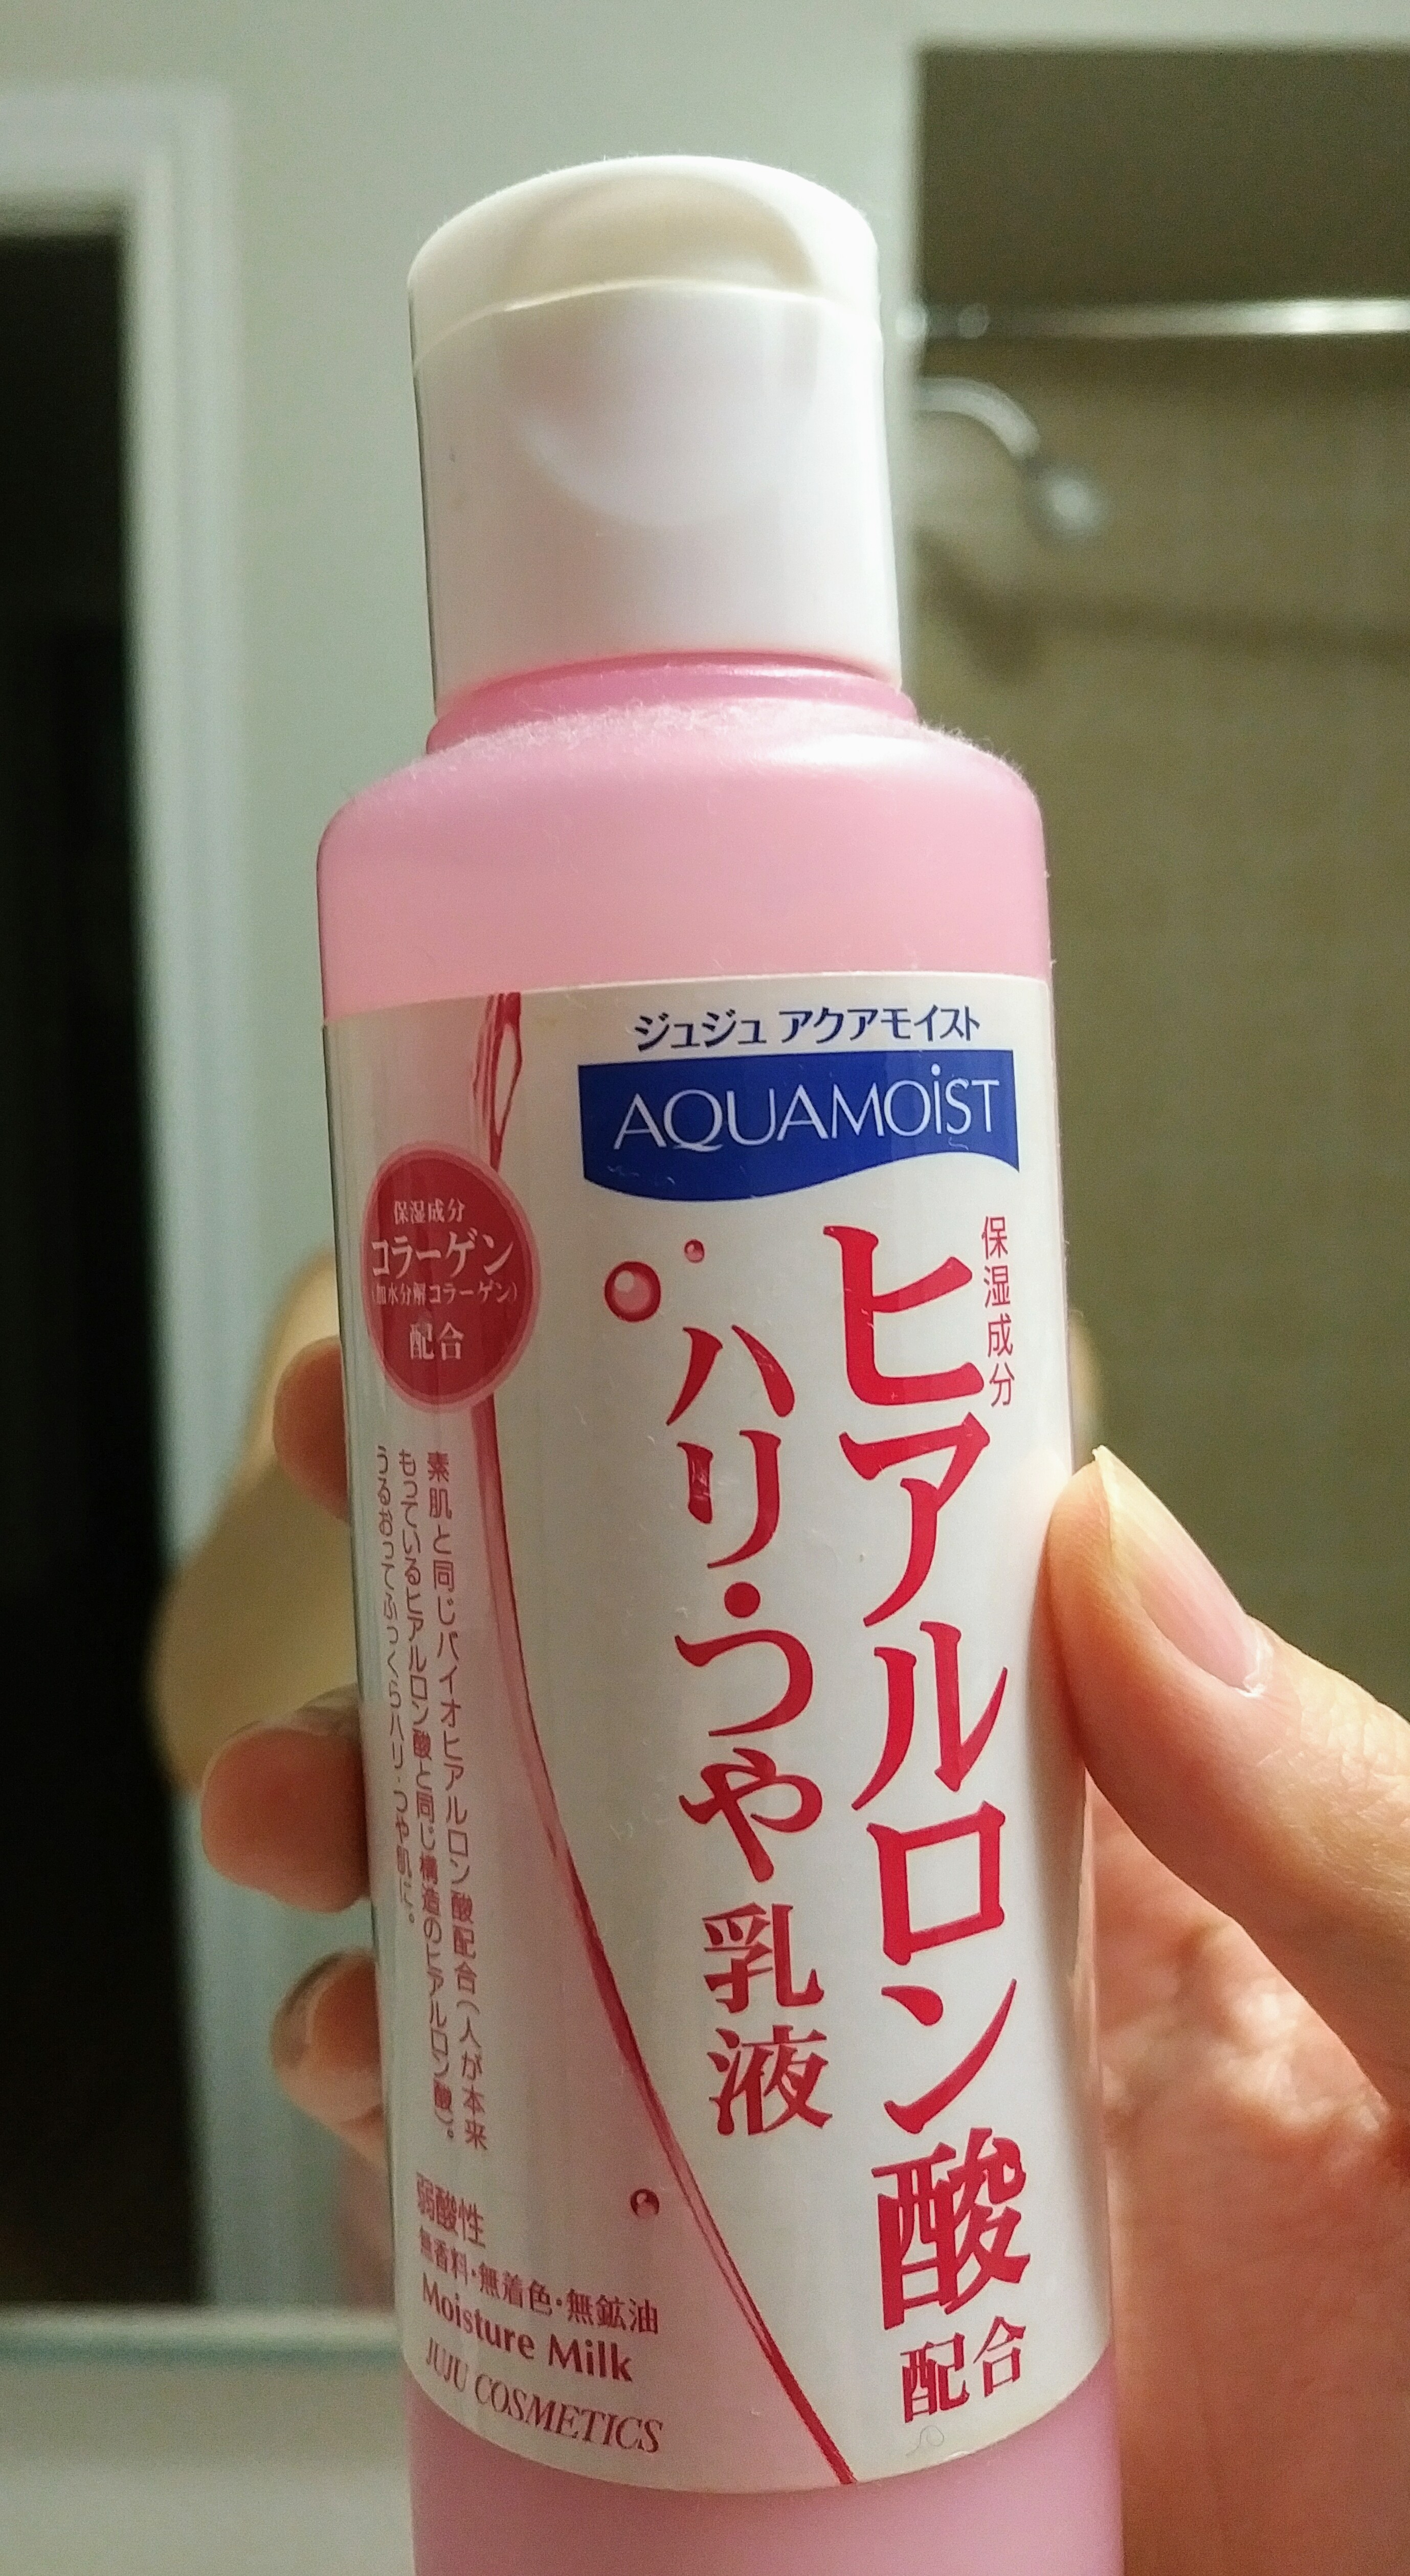 ジュジュ アクアモイスト
AQUAMOiST
保湿成分
ヒアルロン酸
配合
ハリ・つや
乳液
保湿成分
コラーゲン
(加水分解コラーゲン)
配合
素肌と同じバイオヒアルロン酸配合(人が本来
もっているヒアルロン酸と同じ構造のヒアルロン酸)。
うるおってふっくらハリ・つや肌に。
弱酸性
無香料・無着色・無鉱油
Moisture Milk
JUJU COSMETICS